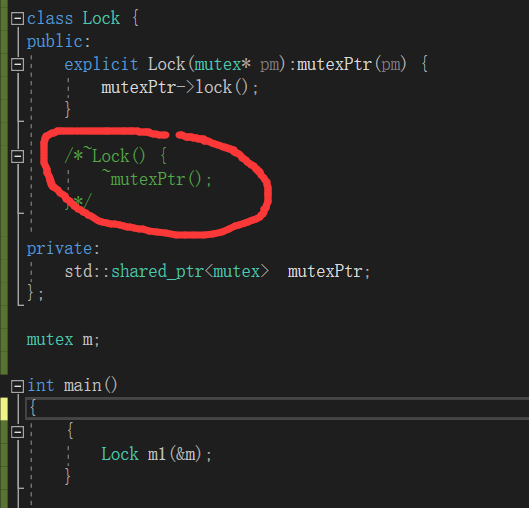 class Lock {
public:
explicit Lock(mutex* pm):mutexPtr(pm) {
mutexPtr->lock();
}
/*~Lock() {
~mutexPtr();
}*/
private:
std::shared_ptr<mutex> mutexPtr;
};
mutex m;
int main()
{
{
Lock m1(&m);
}